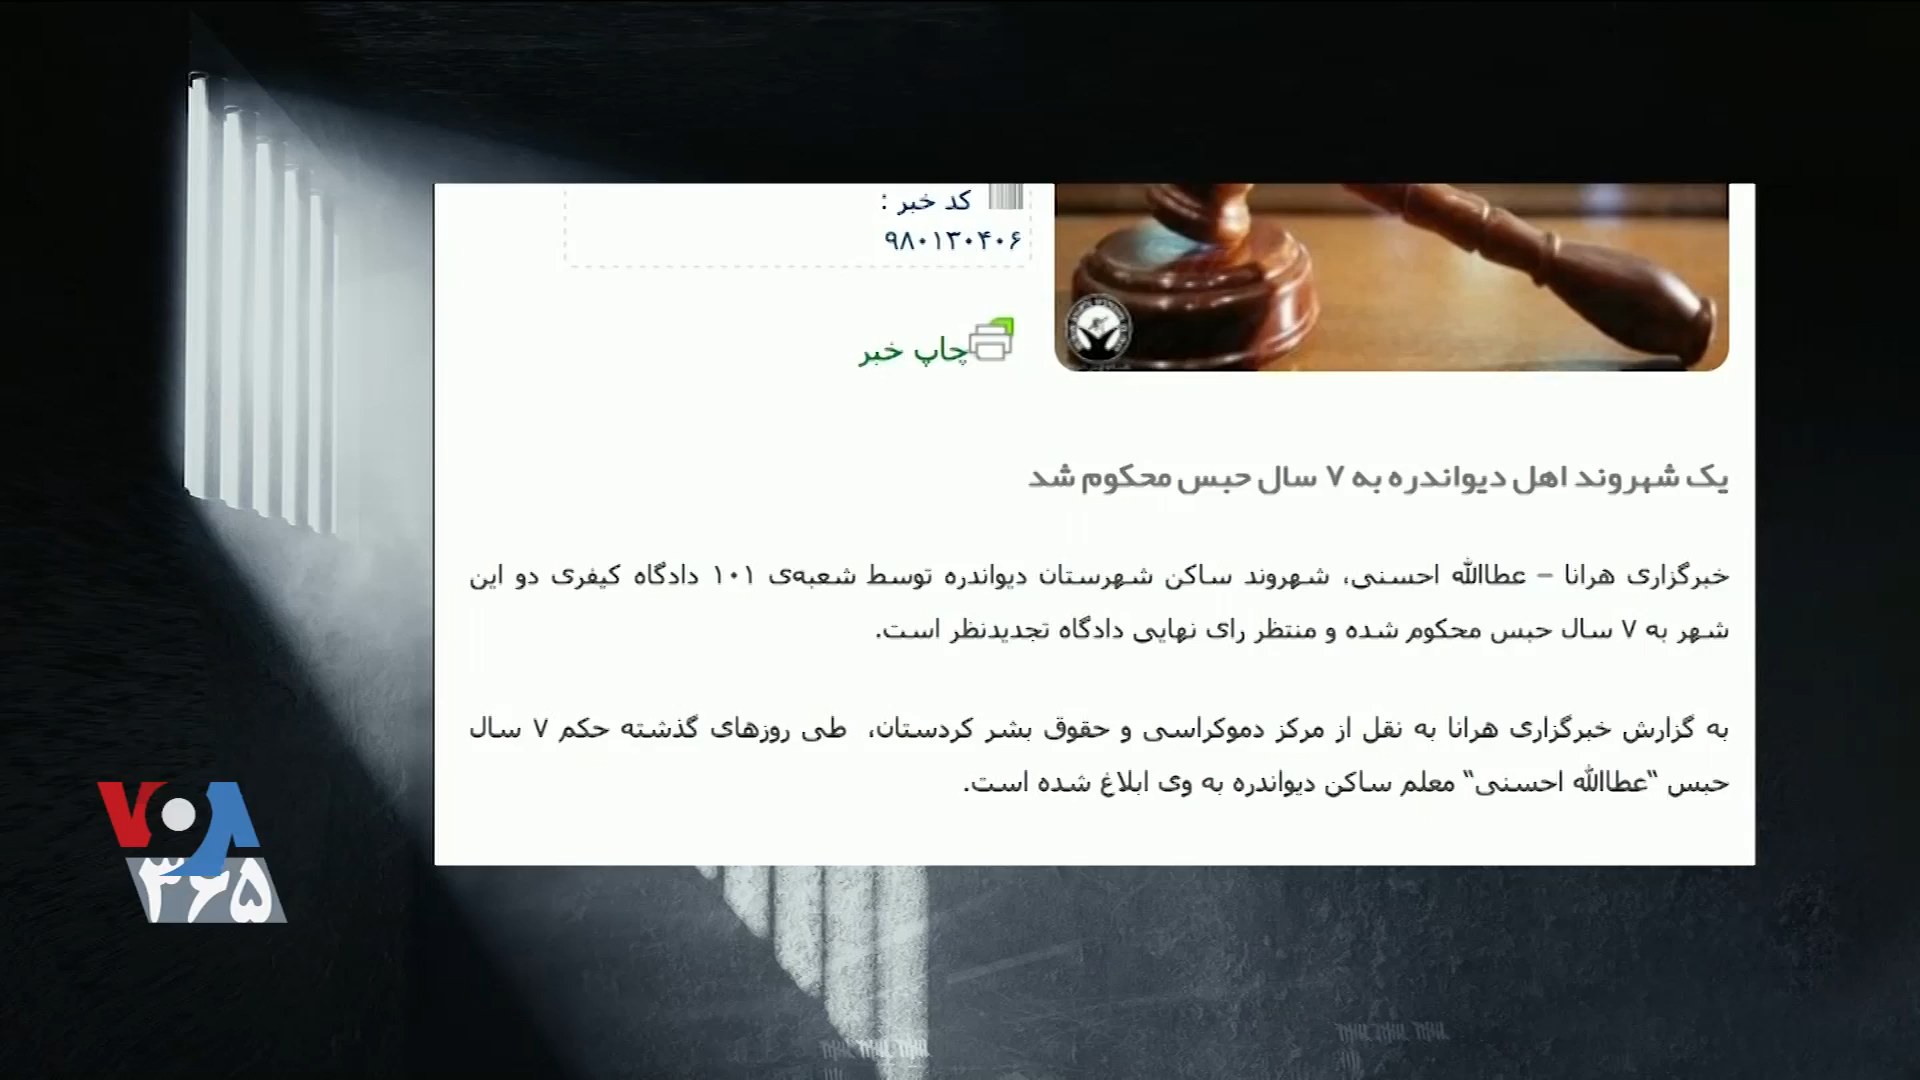 کد خبر :
۹۸۰۱۳۰۴۰۶
چاپ خبر
یک شهروند اهل دیواندره به ۷ سال حبس محکوم شد
خبرگزاری هرانا – عطاالله احسنی، شهروند ساکن شهرستان دیواندره توسط شعبه‌ی ۱۰۱ دادگاه کیفری دو این
شهر به ۷ سال حبس محکوم شده و منتظر رای نهایی دادگاه تجدیدنظر است.
به گزارش خبرگزاری هرانا به نقل از مرکز دموکراسی و حقوق بشر کردستان، طی روزهای گذشته حکم ۷ سال
حبس “عطاالله احسنی” معلم ساکن دیواندره به وی ابلاغ شده است.
VOA
۳۶۵